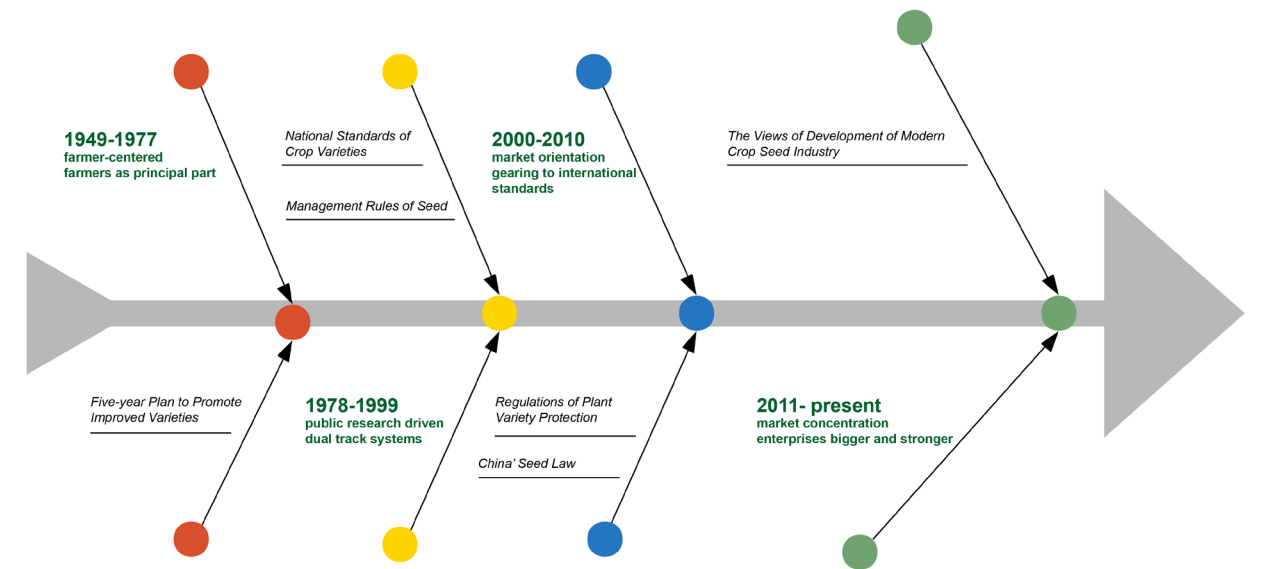 1949-1977
farmer-centered
farmers as principal part
National Standards of
Crop Varieties
Management Rules of Seed
2000-2010
market orientation
gearing to international
standards
The Views of Development of Modern
Crop Seed Industry
Five-year Plan to Promote
Improved Varieties
1978-1999
public research driven
dual track systems
Regulations of Plant
Variety Protection
China' Seed Law
2011- present
market concentration
enterprises bigger and stronger